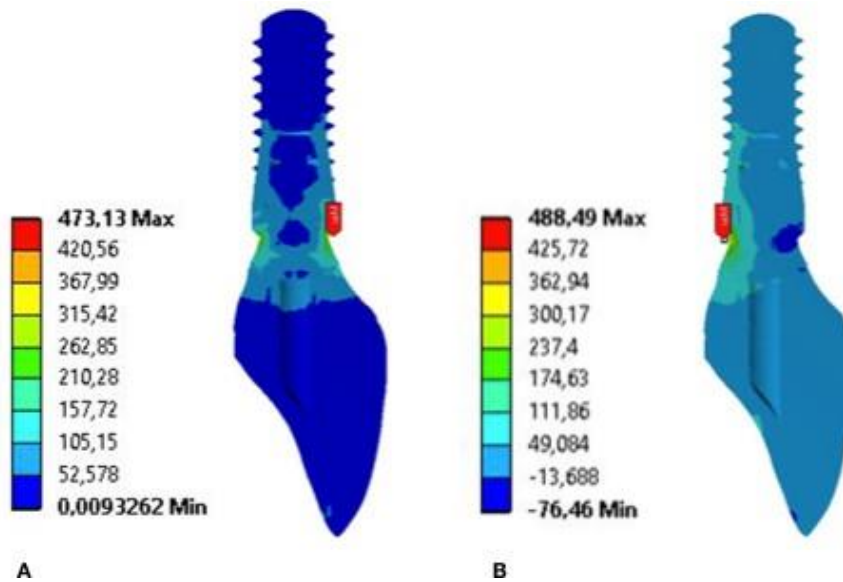 473,13 Max
420,56
367,99
315,42
262,85
210,28
157,72
105,15
52,578
0,0093262 Min
A
488,49 Max
425,72
362,94
300,17
237,4
174,63
111,86
49,084
-13,688
-76,46 Min
B